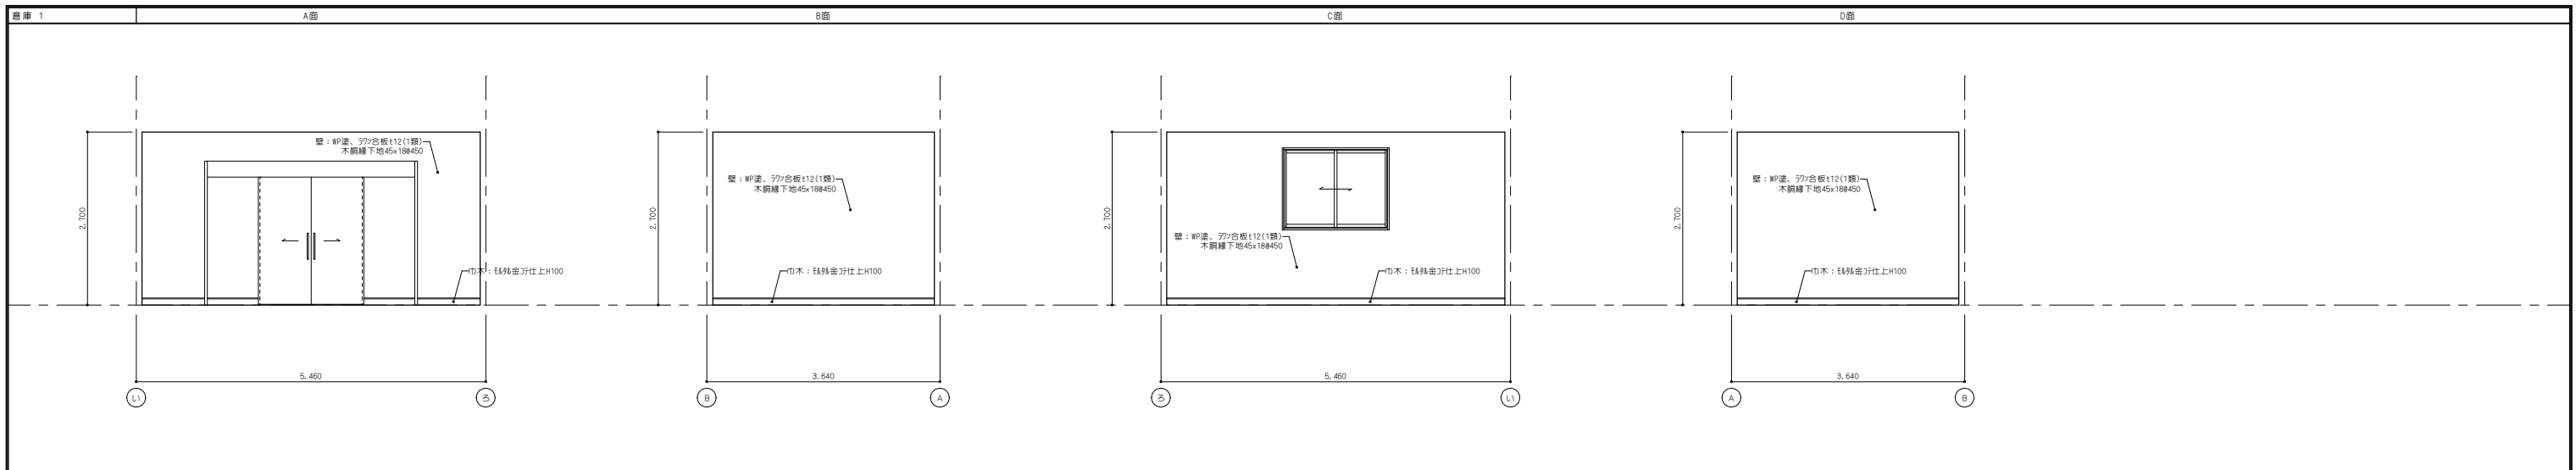 倉庫 1
A面
B面
C面
D面
壁：WP塗、ﾗﾜﾝ合板t12(1類)
木胴縁下地45x18@450
2,700
巾木：ﾓﾙﾀﾙ金ｺﾃ仕上H100
5,460
い
ろ
壁：WP塗、ﾗﾜﾝ合板t12(1類)
木胴縁下地45x18@450
2,700
巾木：ﾓﾙﾀﾙ金ｺﾃ仕上H100
3,640
B
A
壁：WP塗、ﾗﾜﾝ合板t12(1類)
木胴縁下地45x18@450
2,700
巾木：ﾓﾙﾀﾙ金ｺﾃ仕上H100
5,460
ろ
い
壁：WP塗、ﾗﾜﾝ合板t12(1類)
木胴縁下地45x18@450
2,700
巾木：ﾓﾙﾀﾙ金ｺﾃ仕上H100
3,640
A
B